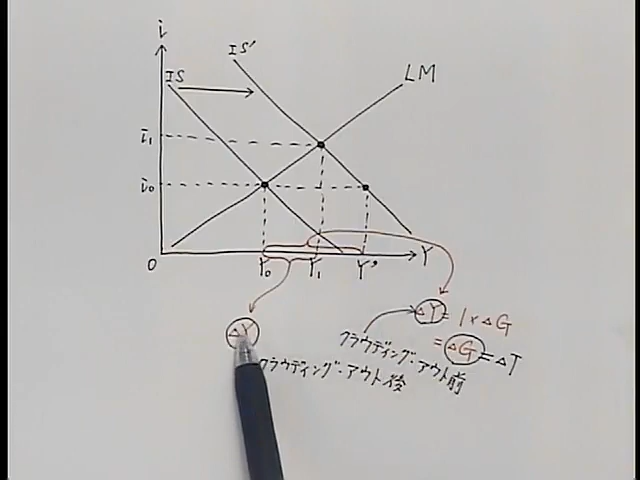 i
IS'
IS
LM
i₁
i₀
0
Y₀
Y₁
Y'
Y
ΔY = 1×ΔG
= ΔG = ΔT
クラウディング・アウト前
ΔY
クラウディング・アウト後